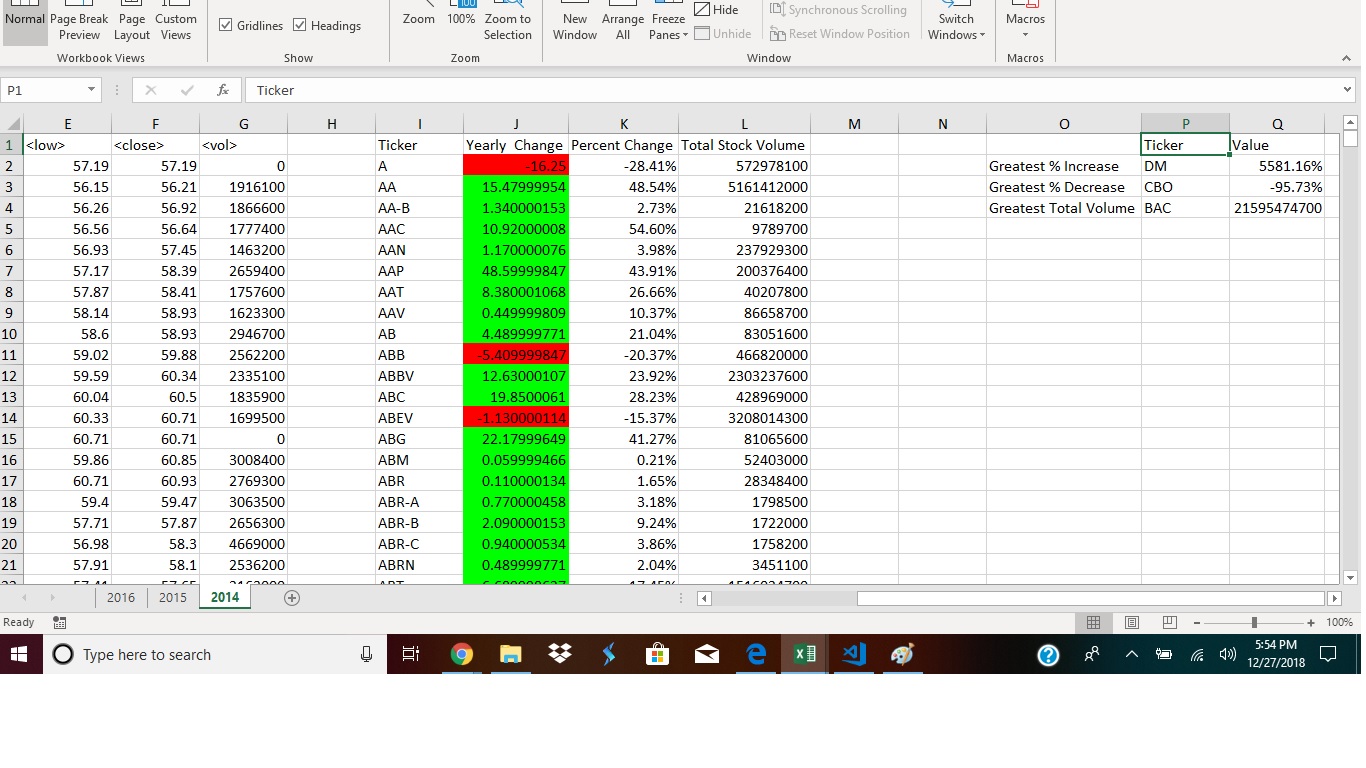 Normal Page Break Preview Page Layout Custom Views Gridlines Headings Zoom 100% Zoom to Selection New Window Arrange All Freeze Panes Hide Unhide Synchronous Scrolling Reset Window Position Switch Windows Macros
Workbook Views Show Zoom Window Macros
P1 fx Ticker
E F G H I J K L M N O P Q
1 <low> <close> <vol> Ticker Yearly Change Percent Change Total Stock Volume Ticker Value
2 57.19 57.19 0 A -16.25 -28.41% 572978100 Greatest % Increase DM 5581.16%
3 56.15 56.21 1916100 AA 15.47999954 48.54% 5161412000 Greatest % Decrease CBO -95.73%
4 56.26 56.92 1866600 AA-B 1.340000153 2.73% 21618200 Greatest Total Volume BAC 21595474700
5 56.56 56.64 1777400 AAC 10.92000008 54.60% 9789700
6 56.93 57.45 1463200 AAN 1.170000076 3.98% 237929300
7 57.17 58.39 2659400 AAP 48.59999847 43.91% 200376400
8 57.87 58.41 1757600 AAT 8.380001068 26.66% 40207800
9 58.14 58.93 1623300 AAV 0.449999809 10.37% 86658700
10 58.6 58.93 2946700 AB 4.489999771 21.04% 83051600
11 59.02 59.88 2562200 ABB -5.409999847 -20.37% 466820000
12 59.59 60.34 2335100 ABBV 12.63000107 23.92% 2303237600
13 60.04 60.5 1835900 ABC 19.8500061 28.23% 428969000
14 60.33 60.71 1699500 ABEV -1.130000114 -15.37% 3208014300
15 60.71 60.71 0 ABG 22.17999649 41.27% 81065600
16 59.86 60.85 3008400 ABM 0.059999466 0.21% 52403000
17 60.71 60.93 2769300 ABR 0.110000134 1.65% 28348400
18 59.4 59.47 3063500 ABR-A 0.770000458 3.18% 1798500
19 57.71 57.87 2656300 ABR-B 2.090000153 9.24% 1722000
20 56.98 58.3 4669000 ABR-C 0.940000534 3.86% 1758200
21 57.91 58.1 2536200 ABRN 0.489999771 2.04% 3451100
2016 2015 2014
Ready 100%
Type here to search 5:54 PM
12/27/2018